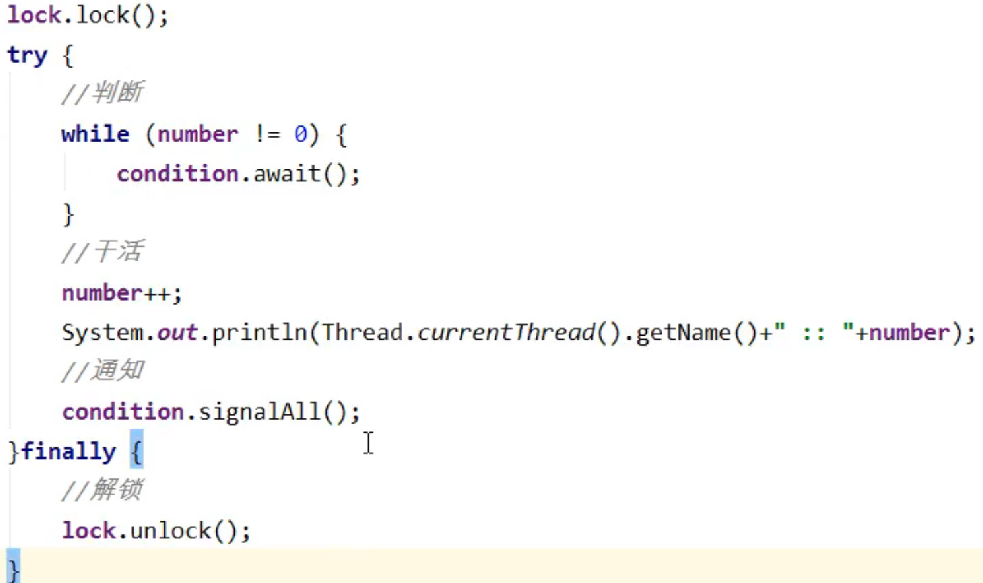 lock.lock();
try {
//判断
while (number != 0) {
condition.await();
}
//干活
number++;
System.out.println(Thread.currentThread().getName()+" :: "+number);
//通知
condition.signalAll();
}finally {
//解锁
lock.unlock();
}